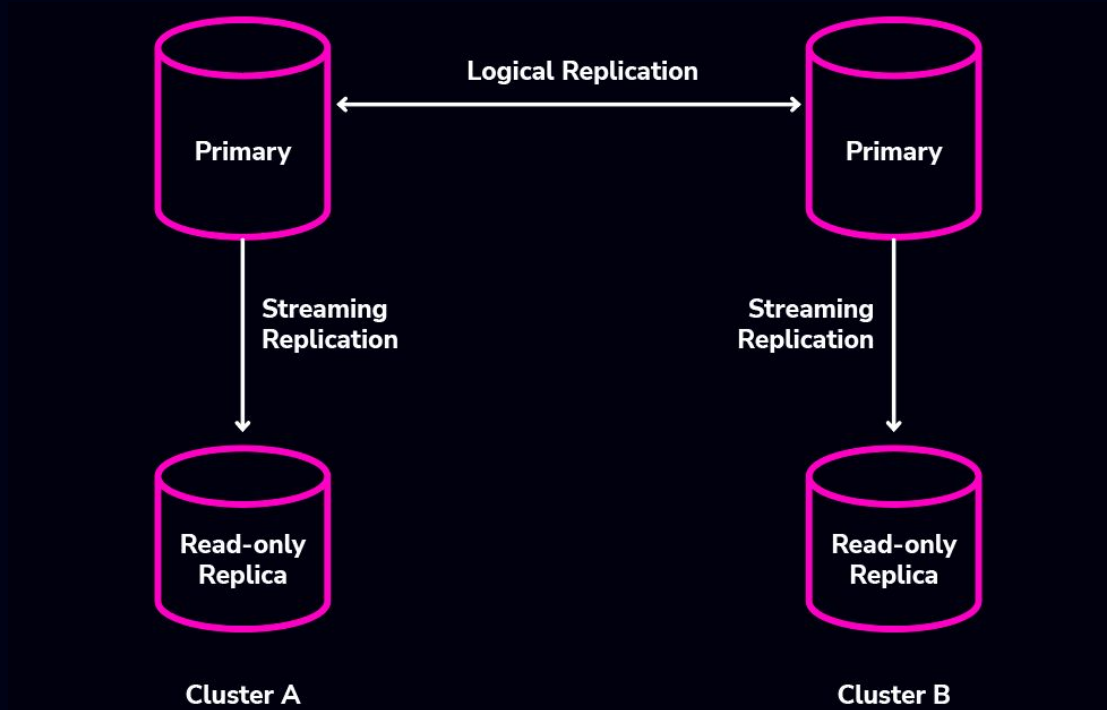 Logical Replication
Primary
Primary
Streaming
Replication
Streaming
Replication
Read-only
Replica
Read-only
Replica
Cluster A
Cluster B